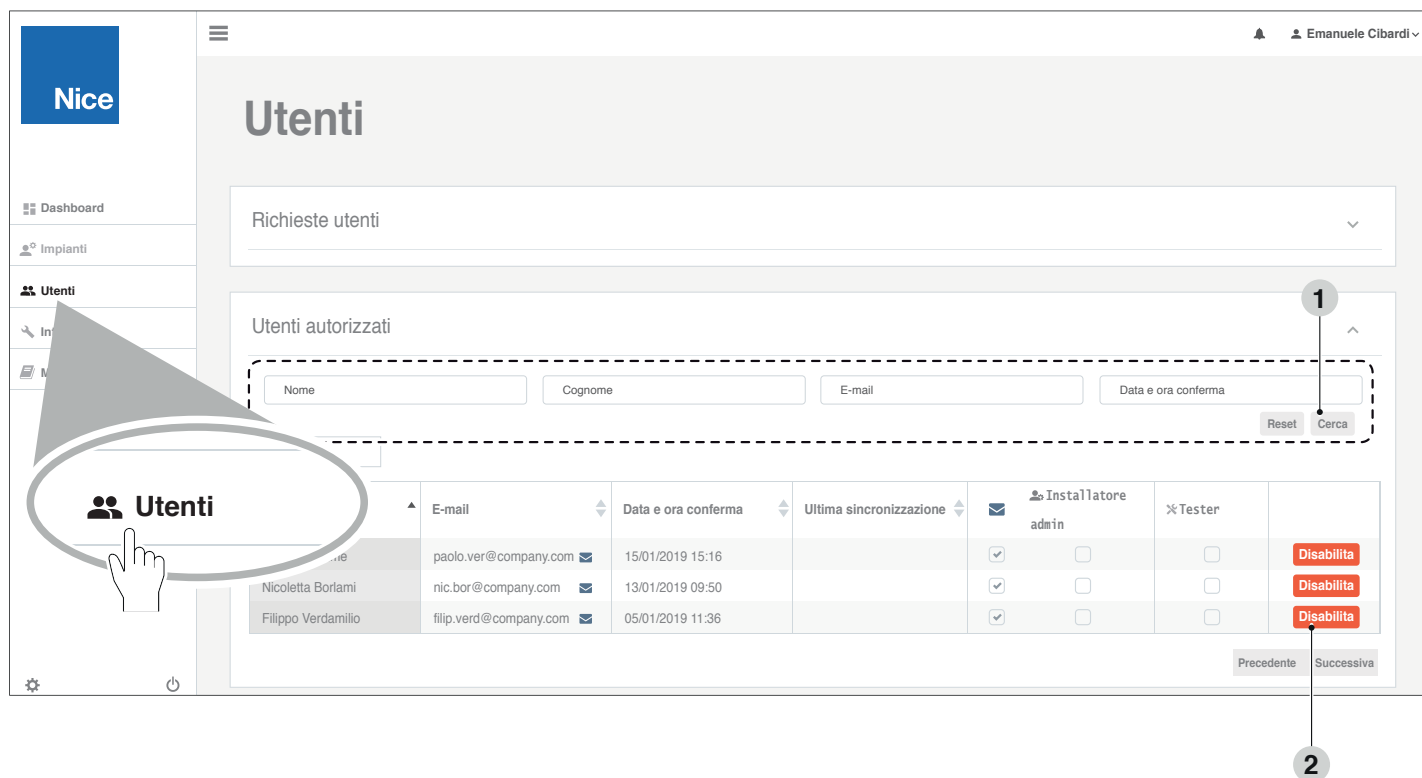 Nice
Emanuele Cibardi
Utenti
Dashboard
Impianti
Utenti
Richieste utenti
1
Utenti autorizzati
Nome Cognome E-mail Data e ora conferma
Reset Cerca
Utenti
E-mail Data e ora conferma Ultima sincronizzazione Installatore admin Tester
paolo.ver@company.com 15/01/2019 15:16 Disabilita
Nicoletta Borlami nic.bor@company.com 13/01/2019 09:50 Disabilita
Filippo Verdamilio filip.verd@company.com 05/01/2019 11:36 Disabilita
Precedente Successiva
2